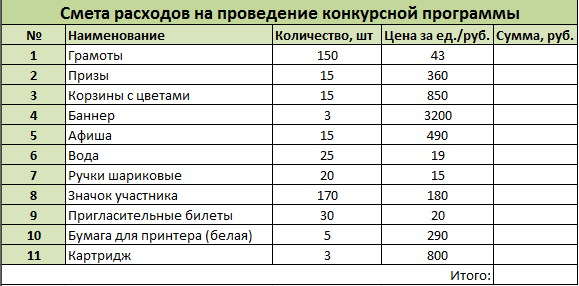 Смета расходов на проведение конкурсной программы
№ Наименование Количество, шт Цена за ед./руб. Сумма, руб.
1 Грамоты 150 43
2 Призы 15 360
3 Корзины с цветами 15 850
4 Баннер 3 3200
5 Афиша 15 490
6 Вода 25 19
7 Ручки шариковые 20 15
8 Значок участника 170 180
9 Пригласительные билеты 30 20
10 Бумага для принтера (белая) 5 290
11 Картридж 3 800
Итого: